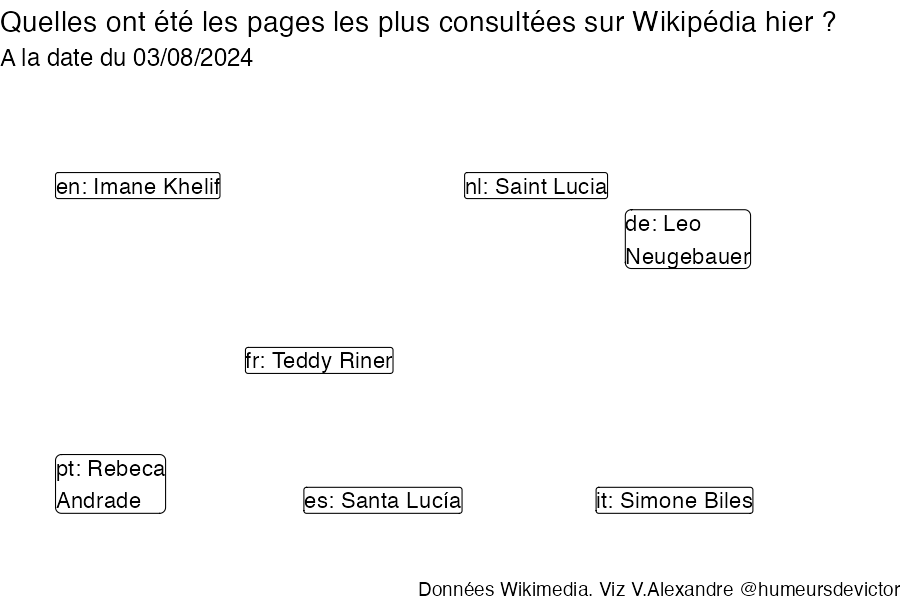 Quelles ont été les pages les plus consultées sur Wikipédia hier ?
A la date du 03/08/2024
en: Imane Khelif
nl: Saint Lucia
de: Leo
Neugebauer
fr: Teddy Riner
pt: Rebeca
Andrade
es: Santa Lucía
it: Simone Biles
Données Wikimedia. Viz V.Alexandre @humeursdevictor